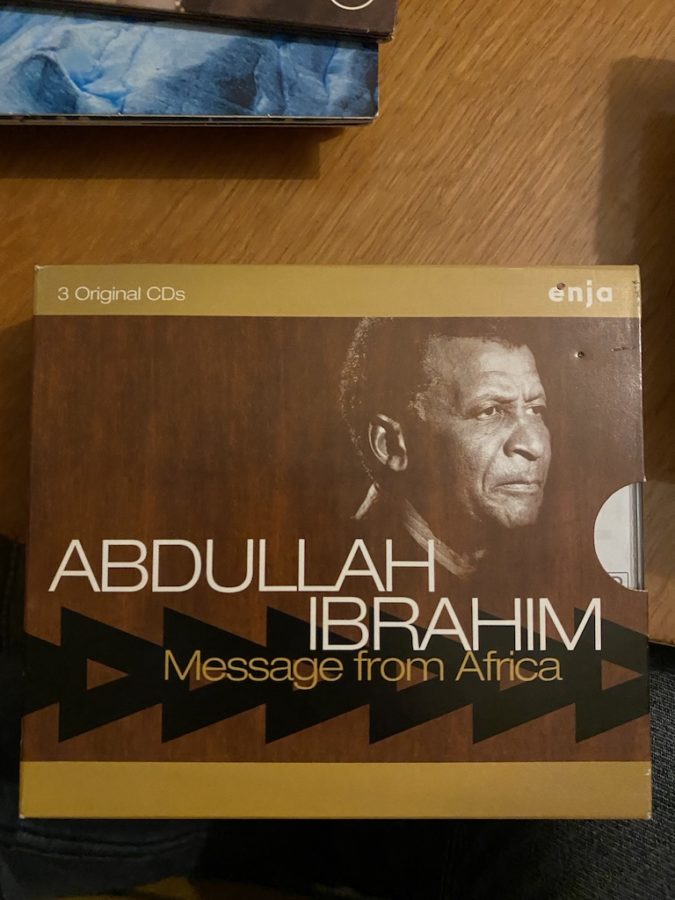 3 Original CDs
enja
ABDULLAH
IBRAHIM
Message from Africa